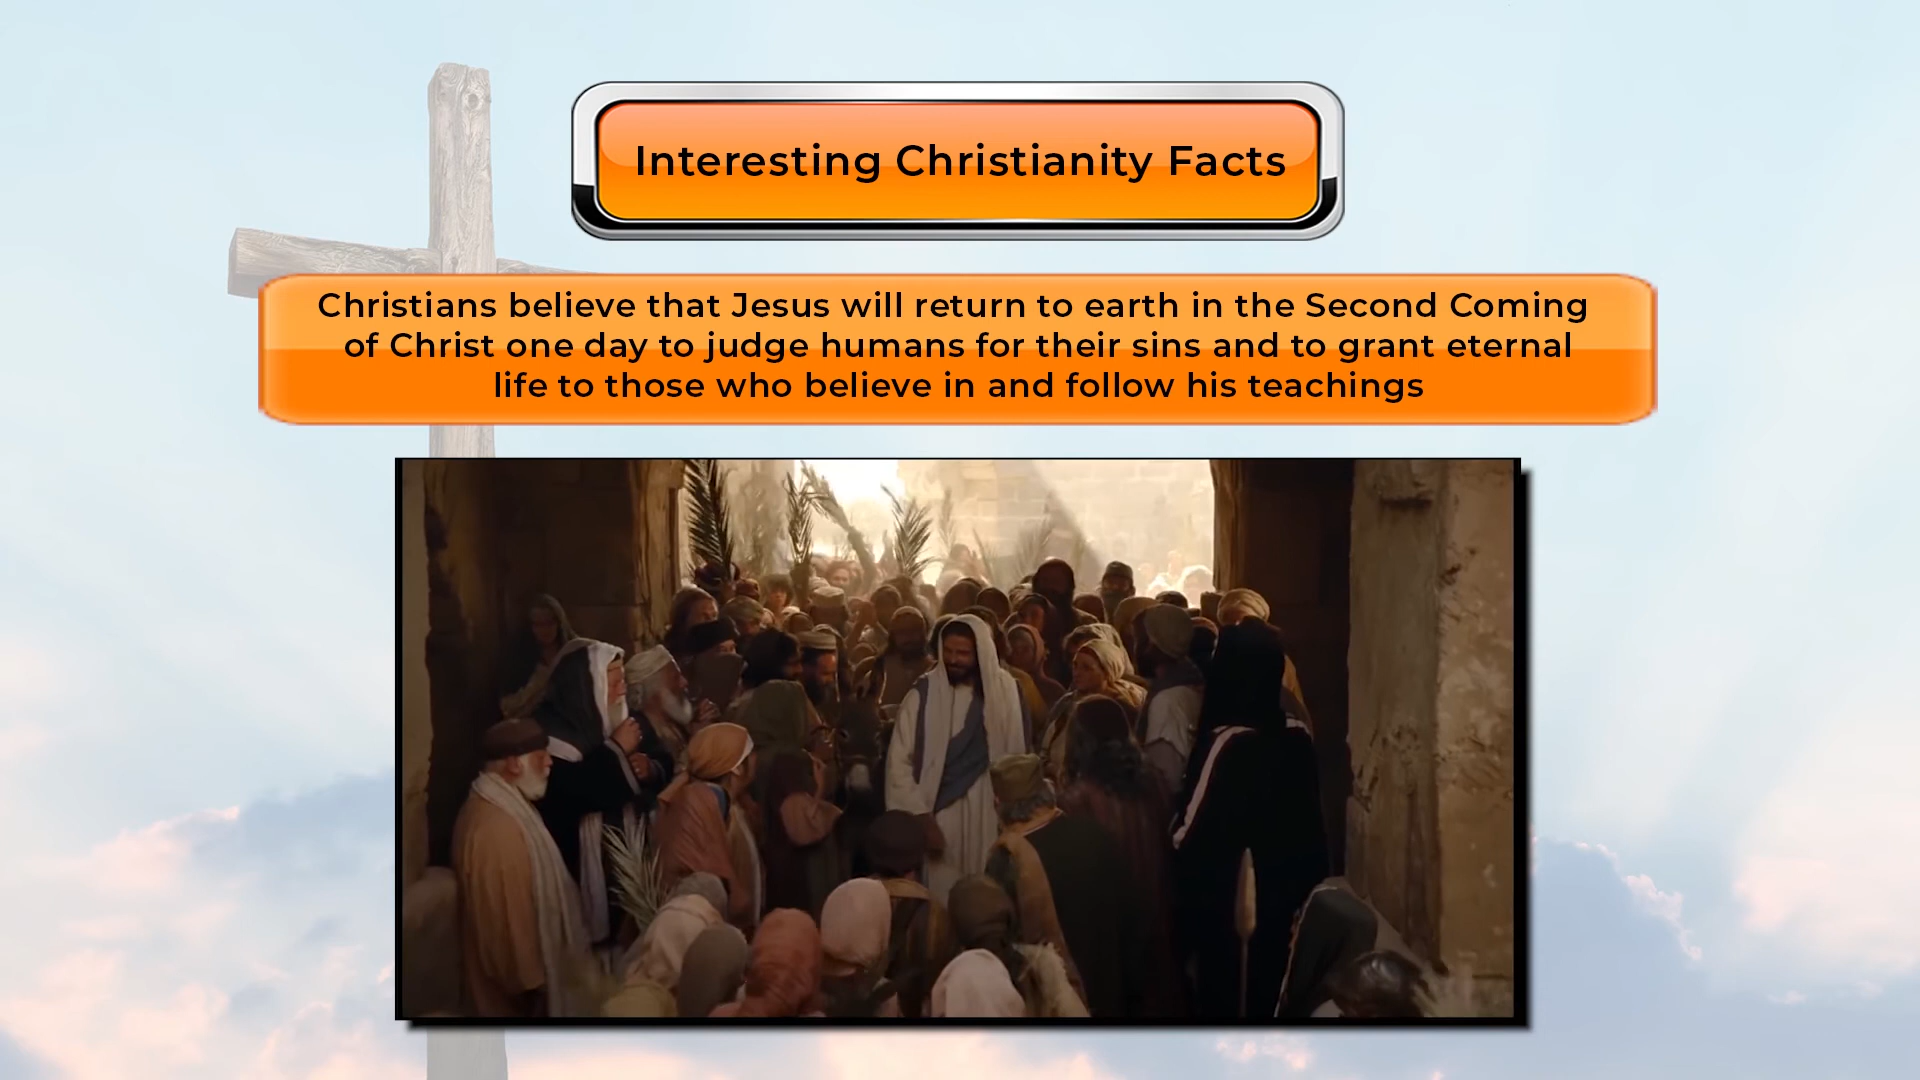 Interesting Christianity Facts
Christians believe that Jesus will return to earth in the Second Coming
of Christ one day to judge humans for their sins and to grant eternal
life to those who believe in and follow his teachings